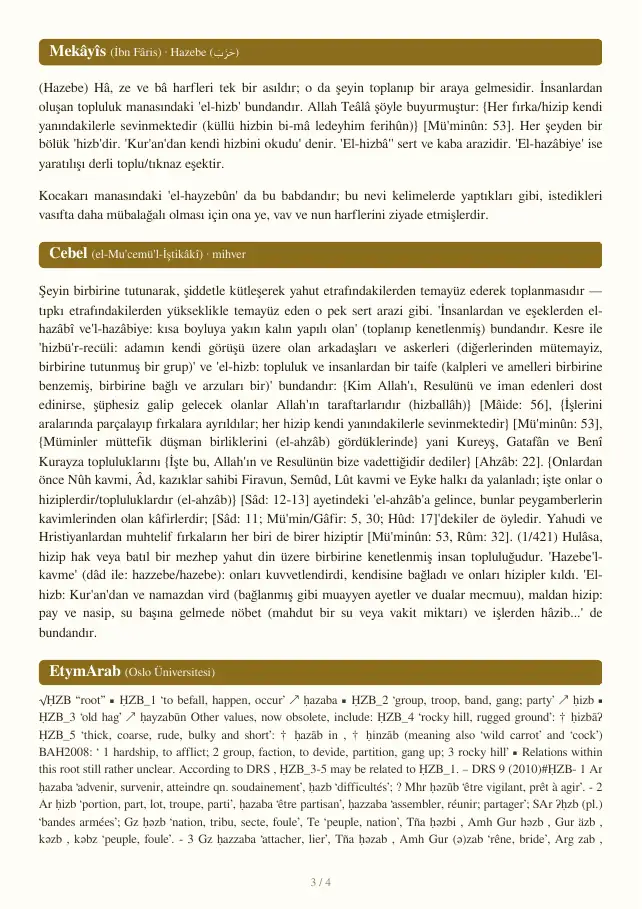 Mekâyîs (İbn Fâris) · Hazebe (حَزَبَ)
(Hazebe) Hâ, ze ve bâ harfleri tek bir asıldır; o da şeyin toplanıp bir araya gelmesidir. İnsanlardan
oluşan topluluk manasındaki 'el-hizb' bundandır. Allah Teâlâ şöyle buyurmuştur: {Her fırka/hizip kendi
yanındakilerle sevinmektedir (küllü hizbin bi-mâ ledeyhim ferihûn)} [Mü'minûn: 53]. Her şeyden bir
bölük 'hizb'dir. 'Kur'an'dan kendi hizbini okudu' denir. 'El-hizbâ'' sert ve kaba arazidir. 'El-hazâbiye' ise
yaratılışı derli toplu/tıknaz eşektir.
Kocakarı manasındaki 'el-hayzebûn' da bu babdandır; bu nevi kelimelerde yaptıkları gibi, istedikleri
vasıfta daha mübalağalı olması için ona ye, vav ve nun harflerini ziyade etmişlerdir.
Cebel (el-Mu'cemü'l-İştikâkî) · mihver
Şeyin birbirine tutunarak, şiddetle kütleşerek yahut etrafındakilerden temayüz ederek toplanmasıdır —
tıpkı etrafındakilerden yükseklikle temayüz eden o pek sert arazi gibi. 'İnsanlardan ve eşeklerden el-
hazâbî ve'l-hazâbiye: kısa boyluya yakın kalın yapılı olan' (toplanıp kenetlenmiş) bundandır. Kesre ile
'hizbü'r-recüli: adamın kendi görüşü üzere olan arkadaşları ve askerleri (diğerlerinden mütemayiz,
birbirine tutunmuş bir grup)' ve 'el-hizb: topluluk ve insanlardan bir taife (kalpleri ve amelleri birbirine
benzemiş, birbirine bağlı ve arzuları bir)' bundandır: {Kim Allah'ı, Resulünü ve iman edenleri dost
edinirse, şüphesiz galip gelecek olanlar Allah'ın taraftarlarıdır (hizballâh)} [Mâide: 56], {İşlerini
aralarında parçalayıp fırkalara ayrıldılar; her hizip kendi yanındakilerle sevinmektedir} [Mü'minûn: 53],
{Müminler müttefik düşman birliklerini (el-ahzâb) gördüklerinde} yani Kureyş, Gatafân ve Benî
Kurayza topluluklarını {İşte bu, Allah'ın ve Resulünün bize vadettiğidir dediler} [Ahzâb: 22]. {Onlardan
önce Nûh kavmi, Âd, kazıklar sahibi Firavun, Semûd, Lût kavmi ve Eyke halkı da yalanladı; işte onlar o
hiziplerdir/topluluklardır (el-ahzâb)} [Sâd: 12-13] ayetindeki 'el-ahzâb'a gelince, bunlar peygamberlerin
kavimlerinden olan kâfirlerdir; [Sâd: 11; Mü'min/Gâfir: 5, 30; Hûd: 17]'dekiler de öyledir. Yahudi ve
Hristiyanlardan muhtelif fırkaların her biri de birer hiziptir [Mü'minûn: 53, Rûm: 32]. (1/421) Hulâsa,
hizip hak veya batıl bir mezhep yahut din üzere birbirine kenetlenmiş insan topluluğudur. 'Hazebe'l-
kavme' (dâd ile: hazzebe/hazebe): onları kuvvetlendirdi, kendisine bağladı ve onları hizipler kıldı. 'El-
hizb: Kur'an'dan ve namazdan vird (bağlanmış gibi muayyen ayetler ve dualar mecmuu), maldan hizip:
pay ve nasip, su başına gelmede nöbet (mahdut bir su veya vakit miktarı) ve işlerden hâzib...' de
bundandır.
EtymArab (Oslo Üniversitesi)
√ḤZB “root” ▪ ḤZB_1 ‘to befall, happen, occur’ ↗ ḥazaba ▪ ḤZB_2 ‘group, troop, band, gang; party’ ↗ ḥizb ▪
ḤZB_3 ‘old hag’ ↗ ḥayzabūn Other values, now obsolete, include: ḤZB_4 ‘rocky hill, rugged ground’: † ḥizbāʔ
ḤZB_5 ‘thick, coarse, rude, bulky and short’: † ḥazāb in , † ḥinzāb (meaning also ‘wild carrot’ and ‘cock’)
BAH2008: ‘ 1 hardship, to afflict; 2 group, faction, to divide, partition, gang up; 3 rocky hill’ ▪ Relations within
this root still rather unclear. According to DRS , ḤZB_3-5 may be related to ḤZB_1. – DRS 9 (2010)#ḤZB- 1 Ar
ḥazaba ‘advenir, survenir, atteindre qn. soudainement’, ḥazb ‘difficultés’; ? Mhr ḥəzūb ‘être vigilant, prêt à agir’. - 2
Ar ḥizb ‘portion, part, lot, troupe, parti’, ḥazaba ‘être partisan’, ḥazzaba ‘assembler, réunir; partager’; SAr ʔḥzb (pl.)
‘bandes armées’; Gz ḥəzb ‘nation, tribu, secte, foule’, Te ‘peuple, nation’, Tña ḥəzbi , Amh Gur həzb , Gur äzb ,
kəzb , kəbz ‘peuple, foule’. - 3 Gz ḥazzaba ‘attacher, lier’, Tña ḥəzab , Amh Gur (ə)zab ‘rêne, bride’, Arg zab ,
3 / 4